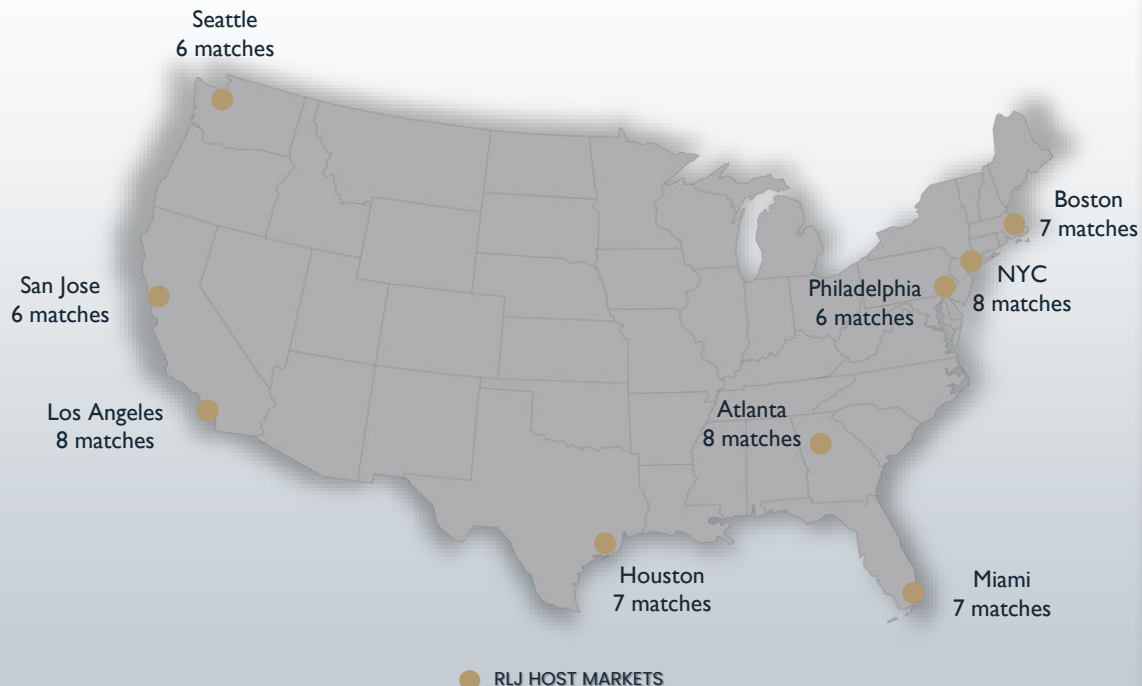 Seattle
6 matches
Boston
7 matches
NYC
8 matches
Philadelphia
6 matches
San Jose
6 matches
Los Angeles
8 matches
Atlanta
8 matches
Houston
7 matches
Miami
7 matches
RLJ HOST MARKETS